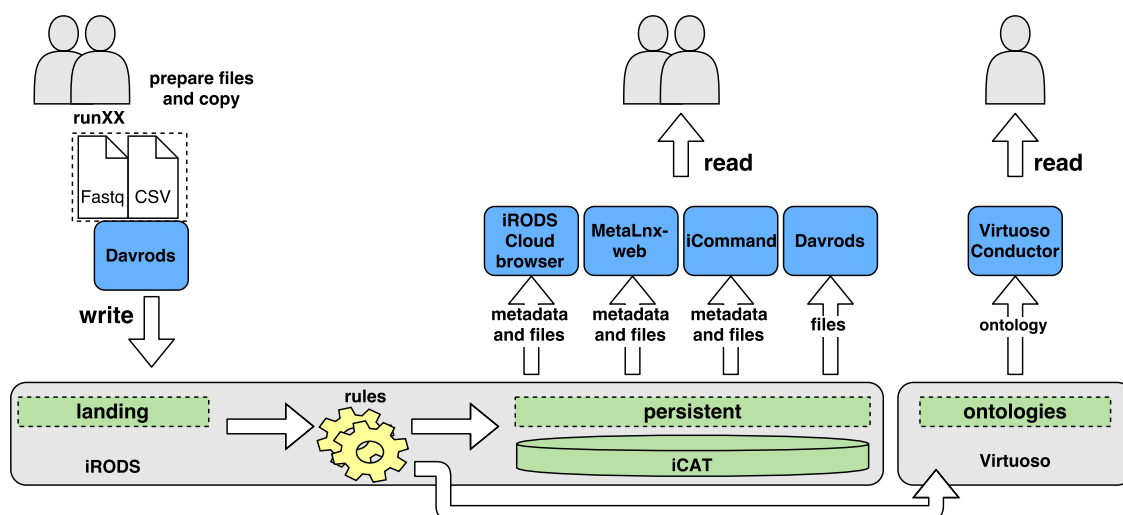 prepare files
and copy
runXX
Fastq
CSV
Davrods
write
read
read
iRODS
Cloud
browser
MetaLnx-
web
iCommand
Davrods
Virtuoso
Conductor
metadata
and files
metadata
and files
metadata
and files
files
ontology
landing
rules
persistent
ontologies
iRODS
iCAT
Virtuoso